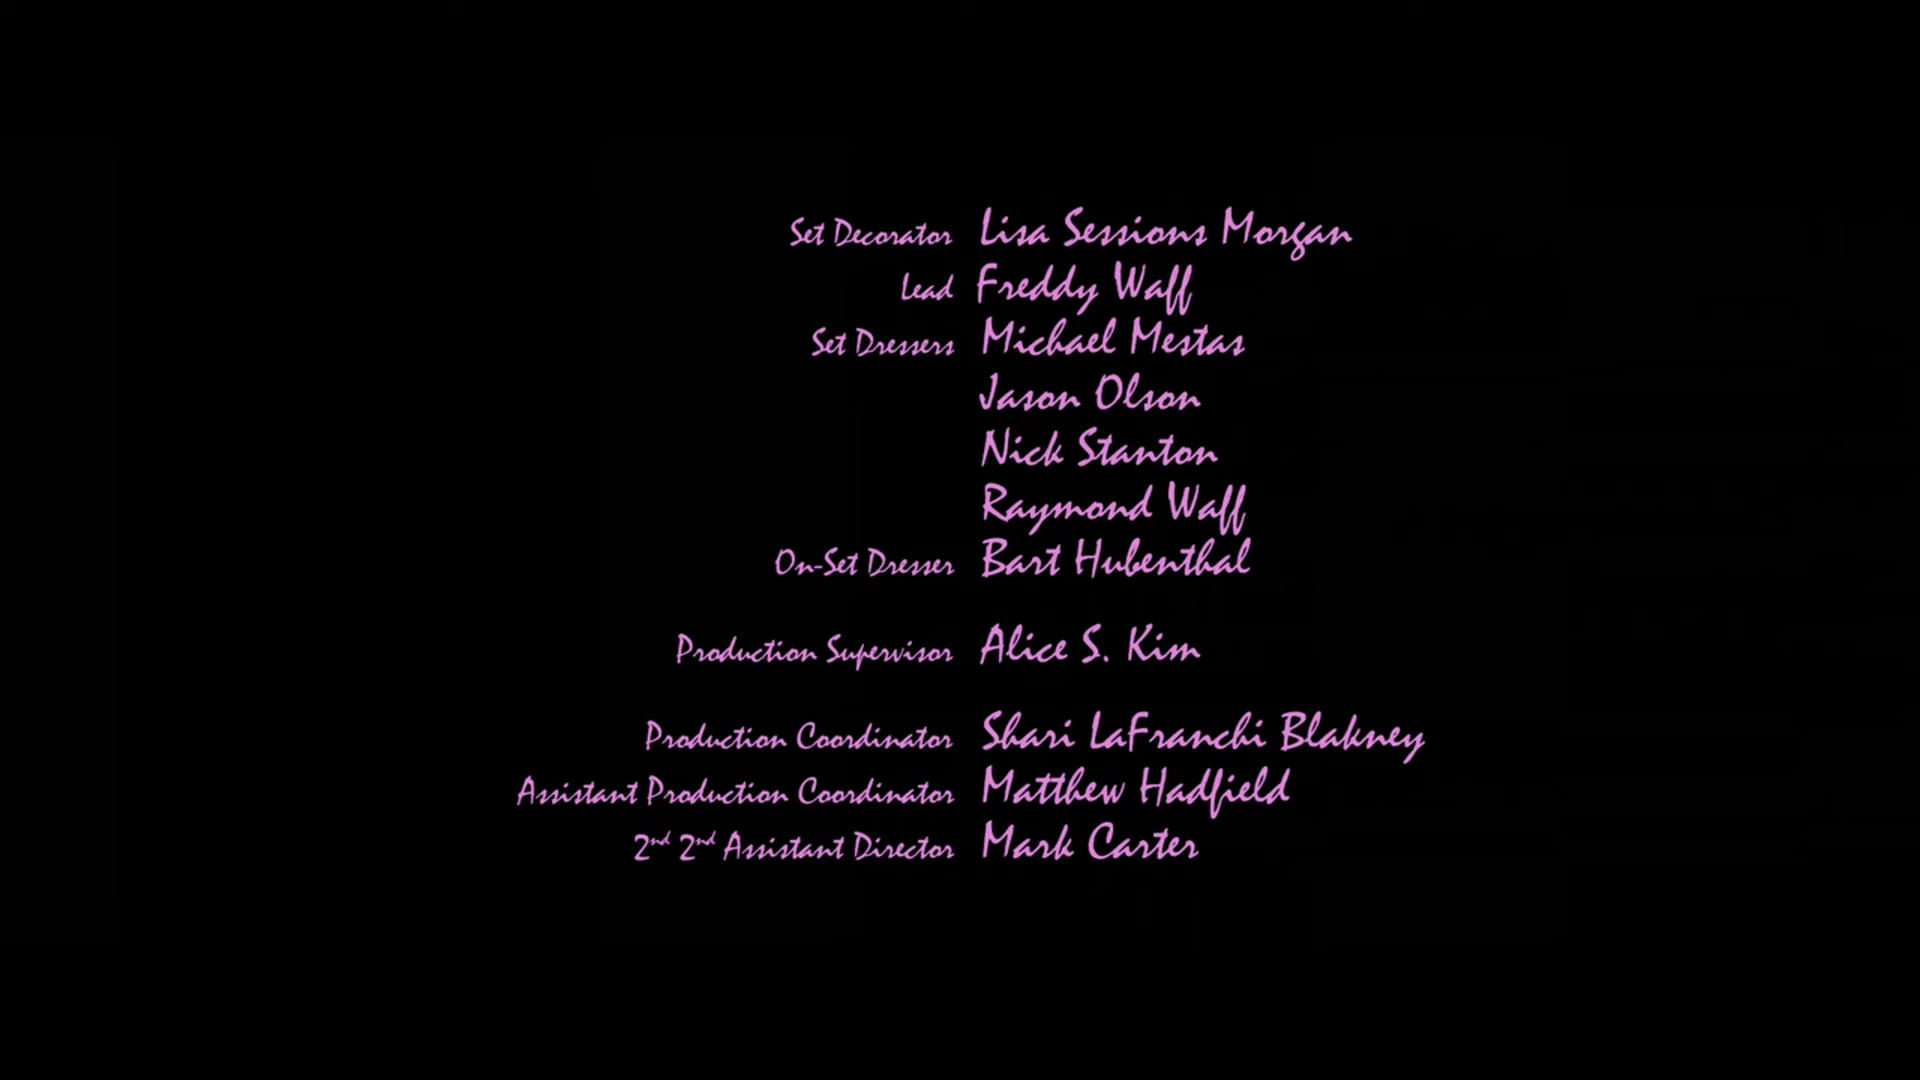 Set Decorator Lisa Sessions Morgan
Lead Freddy Waff
Set Dressers Michael Mestas
Jason Olson
Nick Stanton
Raymond Waff
On-Set Dresser Bart Hubenthal
Production Supervisor Alice S. Kim
Production Coordinator Shari LaFranchi Blakney
Assistant Production Coordinator Matthew Hadfield
2nd 2nd Assistant Director Mark Carter